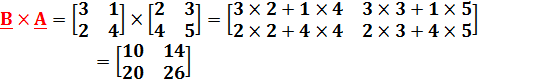 B × A = [3 1 2 4] × [2 3 4 5] = [3 × 2 + 1 × 4 3 × 3 + 1 × 5 2 × 2 + 4 × 4 2 × 3 + 4 × 5]
= [10 14 20 26]